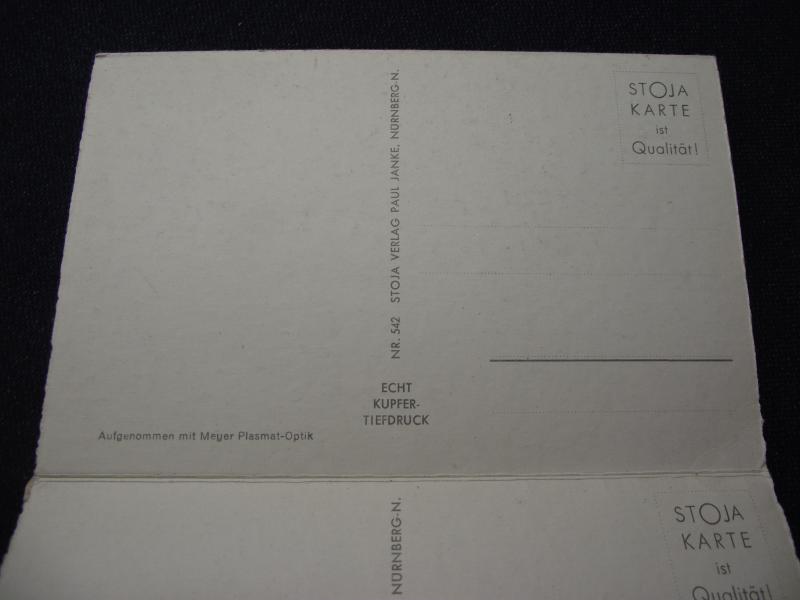 STOJA
KARTE
ist
Qualität!
NR. 542 STOJA VERLAG PAUL JANKE, NÜRNBERG-N.
ECHT
KUPFER-
TIEFDRUCK
Aufgenommen mit Meyer Plasmat-Optik
NÜRNBERG-N.
STOJA
KARTE
ist
Qualität!